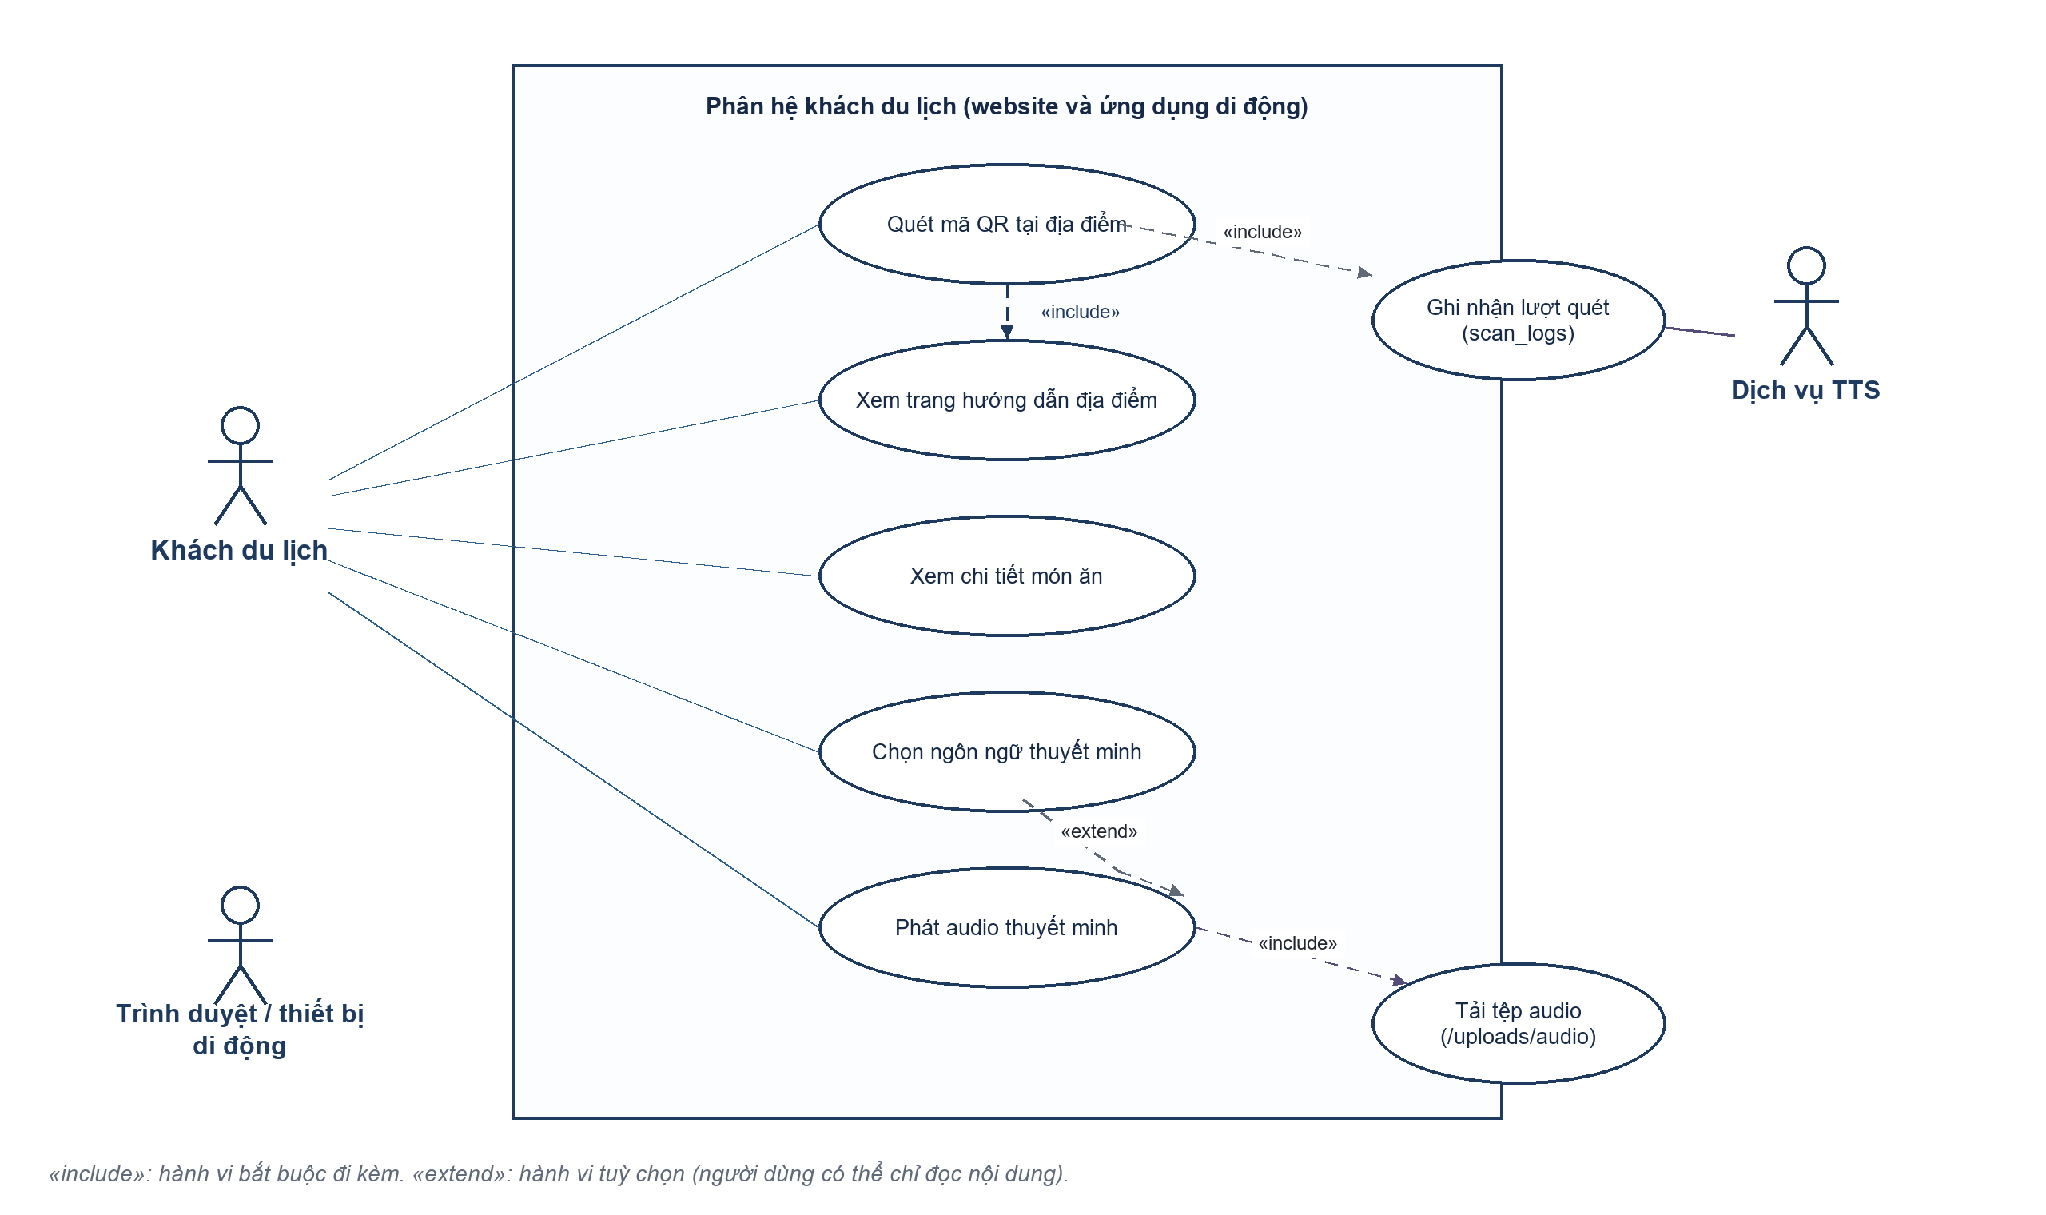 Phân hệ khách du lịch (website và ứng dụng di động)
Quét mã QR tại địa điểm
«include»
«include»
Ghi nhận lượt quét
(scan_logs)
Dịch vụ TTS
Xem trang hướng dẫn địa điểm
Khách du lịch
Xem chi tiết món ăn
Chọn ngôn ngữ thuyết minh
«extend»
Phát audio thuyết minh
«include»
Trình duyệt / thiết bị
di động
Tải tệp audio
(/uploads/audio)
«include»: hành vi bắt buộc đi kèm. «extend»: hành vi tuỳ chọn (người dùng có thể chỉ đọc nội dung).